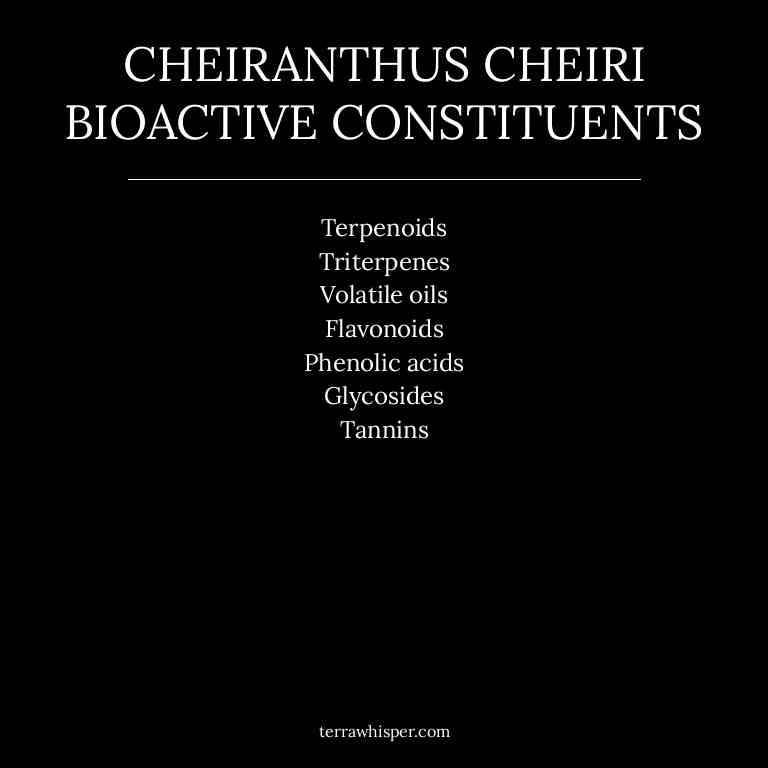 CHEIRANTHUS CHEIRI
BIOACTIVE CONSTITUENTS
Terpenoids
Triterpenes
Volatile oils
Flavonoids
Phenolic acids
Glycosides
Tannins
terrawhisper.com